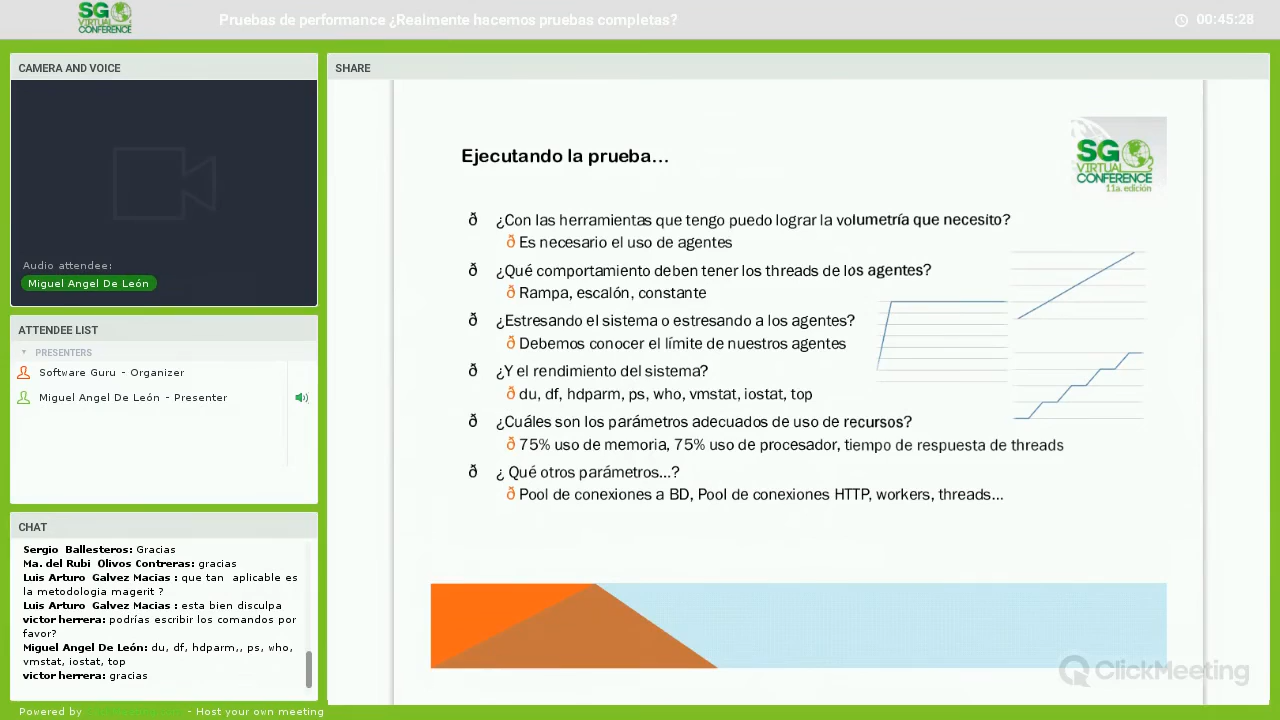 SG
VIRTUAL
CONFERENCE
Pruebas de performance ¿Realmente hacemos pruebas completas?
00:45:28
CAMERA AND VOICE
Audio attendee:
Miguel Angel De León
ATTENDEE LIST
PRESENTERS
Software Guru - Organizer
Miguel Angel De León - Presenter
CHAT
Sergio Ballesteros: Gracias
Ma. del Rubi Olivos Contreras: gracias
Luis Arturo Galvez Macias : que tan aplicable es
la metodologia magerit ?
Luis Arturo Galvez Macias : esta bien disculpa
victor herrera: podrías escribir los comandos por
favor?
Miguel Angel De León: du, df, hdparm,, ps, who,
vmstat, iostat, top
victor herrera: gracias
SHARE
SG
VIRTUAL
CONFERENCE
11a. edición
Ejecutando la prueba...
ð ¿Con las herramientas que tengo puedo lograr la volumetría que necesito?
ð Es necesario el uso de agentes
ð ¿Qué comportamiento deben tener los threads de los agentes?
ð Rampa, escalón, constante
ð ¿Estresando el sistema o estresando a los agentes?
ð Debemos conocer el límite de nuestros agentes
ð ¿Y el rendimiento del sistema?
ð du, df, hdparm, ps, who, vmstat, iostat, top
ð ¿Cuáles son los parámetros adecuados de uso de recursos?
ð 75% uso de memoria, 75% uso de procesador, tiempo de respuesta de threads
ð ¿ Qué otros parámetros...?
ð Pool de conexiones a BD, Pool de conexiones HTTP, workers, threads...
ClickMeeting
Powered by - Host your own meeting